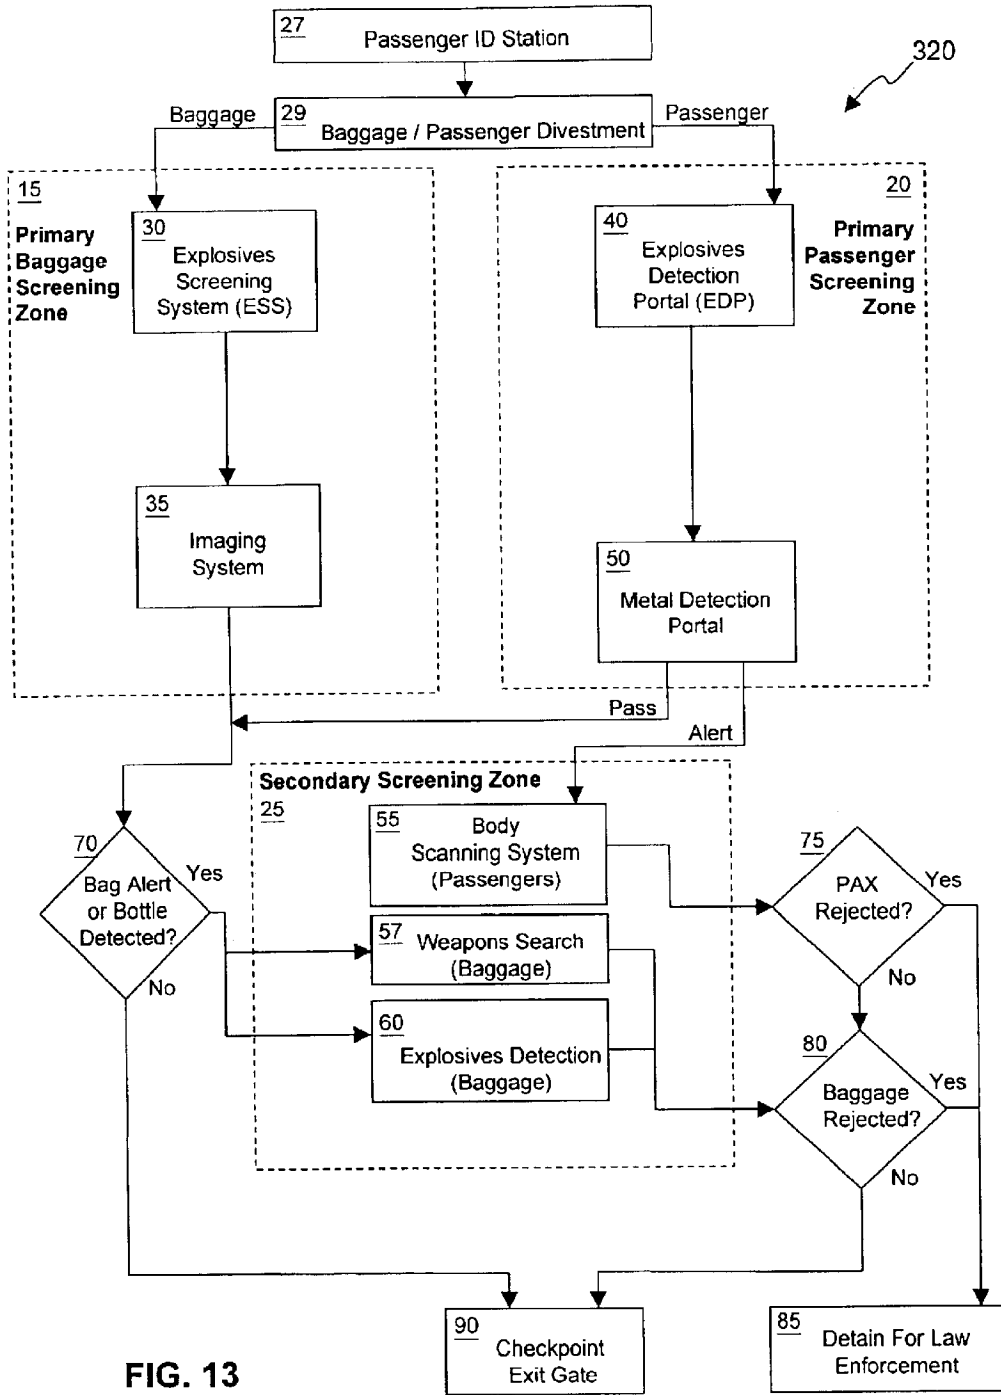 27
Passenger ID Station
320
Baggage
29
Baggage / Passenger Divestment
Passenger
15
Primary
Baggage
Screening
Zone
30
Explosives
Screening
System (ESS)
35
Imaging
System
20
Primary
Passenger
Screening
Zone
40
Explosives
Detection
Portal (EDP)
50
Metal Detection
Portal
Pass
Alert
Secondary Screening Zone
25
55
Body
Scanning System
(Passengers)
57
Weapons Search
(Baggage)
60
Explosives Detection
(Baggage)
70
Bag Alert
or Bottle
Detected?
Yes
No
75
PAX
Rejected?
Yes
No
80
Baggage
Rejected?
Yes
No
90
Checkpoint
Exit Gate
85
Detain For Law
Enforcement
FIG. 13